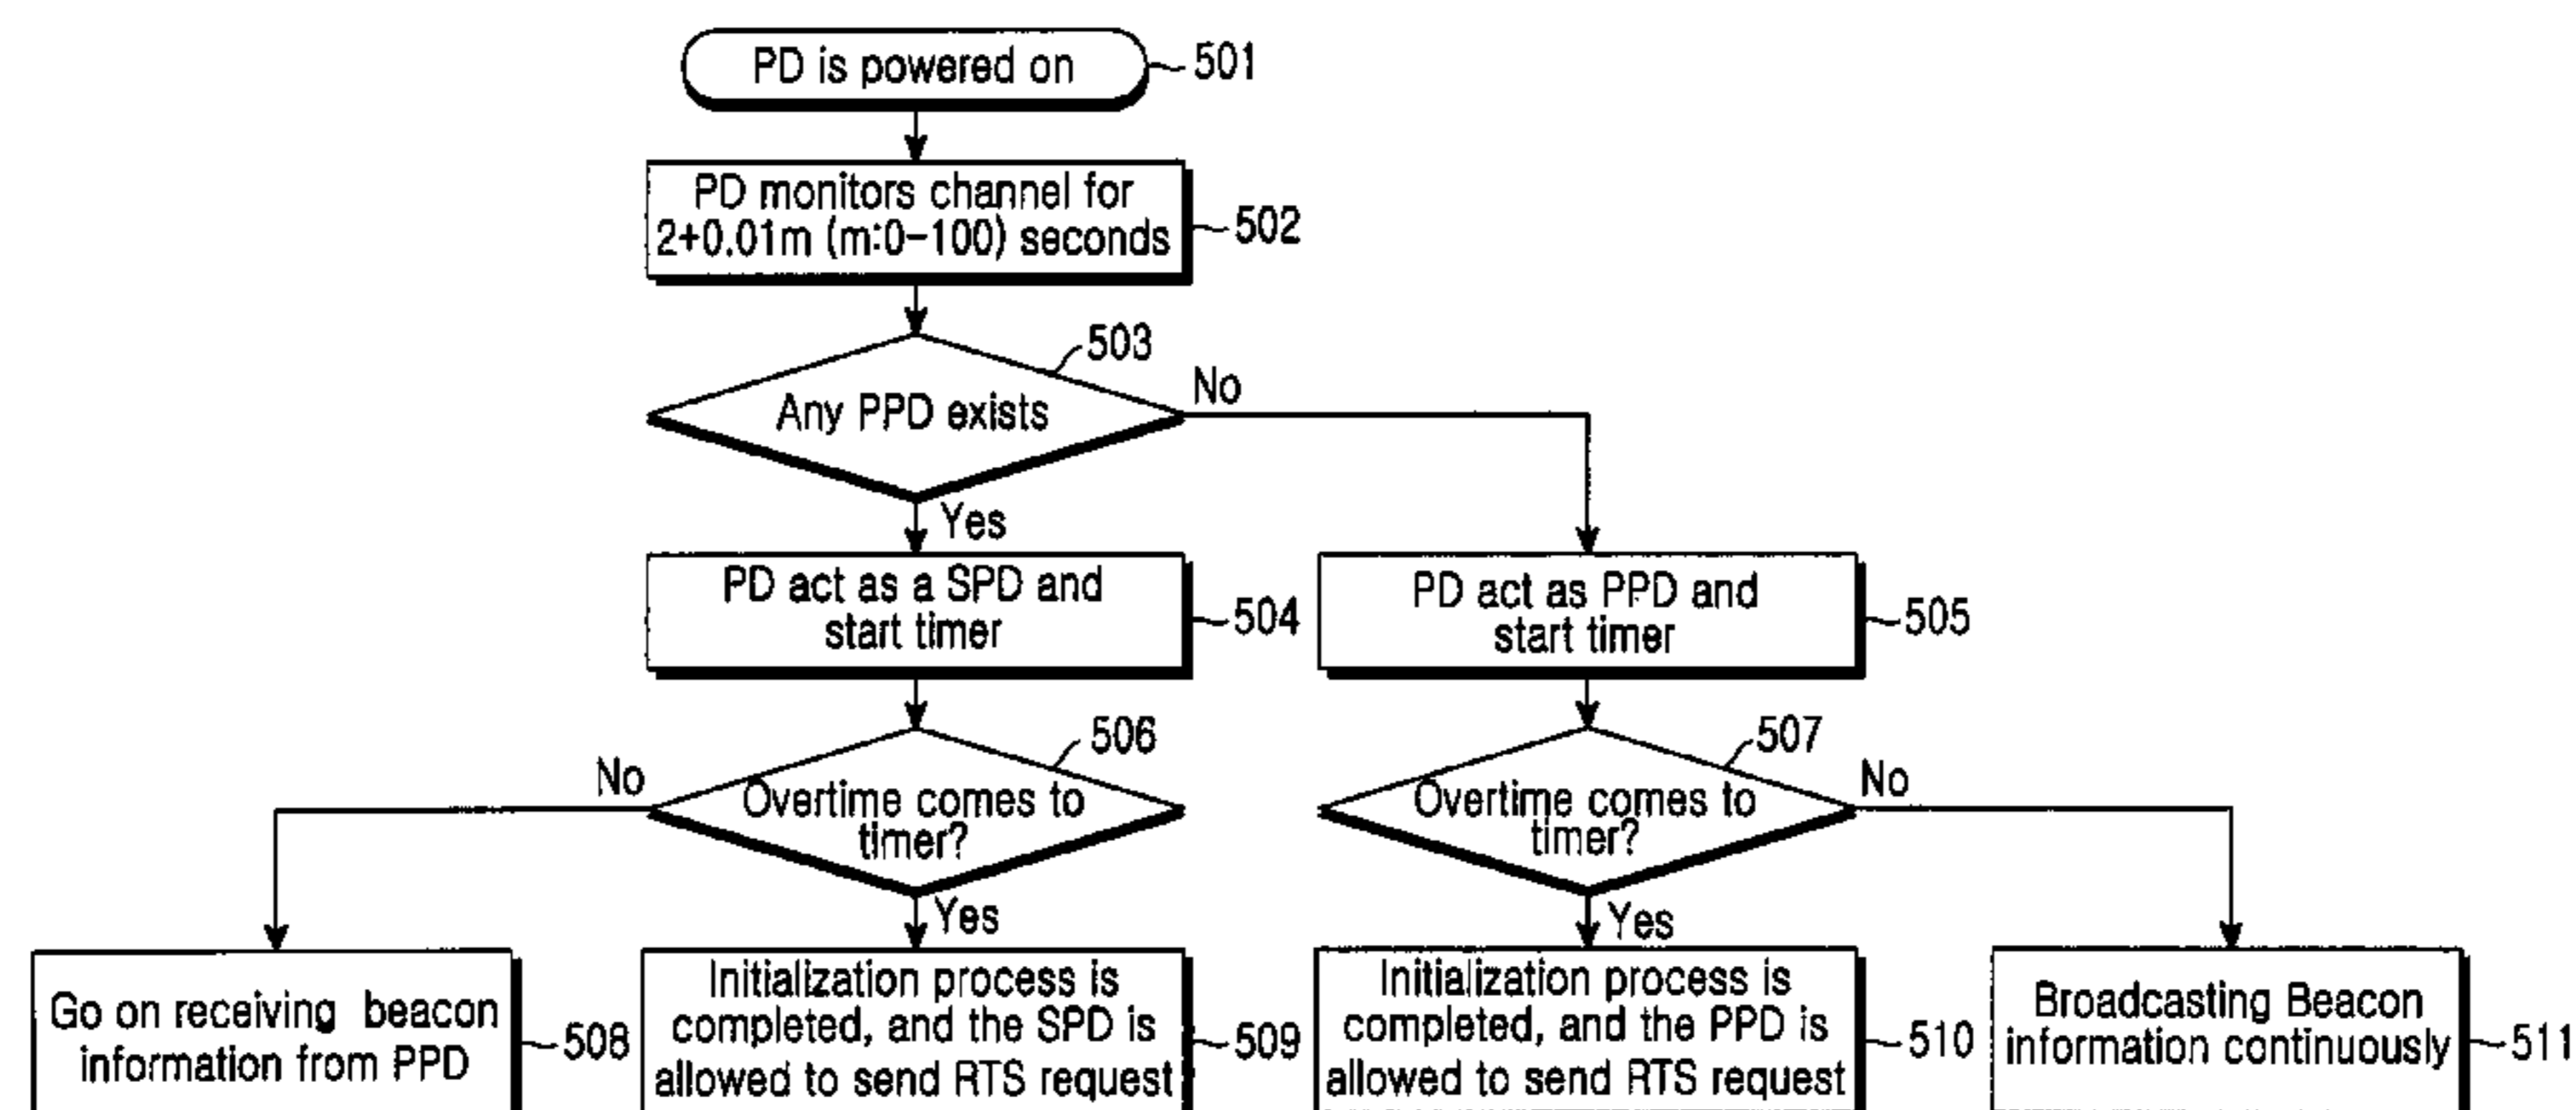 PD is powered on
501
PD monitors channel for
2+0.01m (m:0-100) seconds
502
503
Any PPD exists
No
Yes
PD act as a SPD and
start timer
504
PD act as PPD and
start timer
505
506
No
Overtime comes to
timer?
Yes
507
Overtime comes to
timer?
No
Yes
Go on receiving beacon
information from PPD
508
Initialization process is
completed, and the SPD is
allowed to send RTS request
509
Initialization process is
completed, and the PPD is
allowed to send RTS request
510
Broadcasting Beacon
information continuously
511